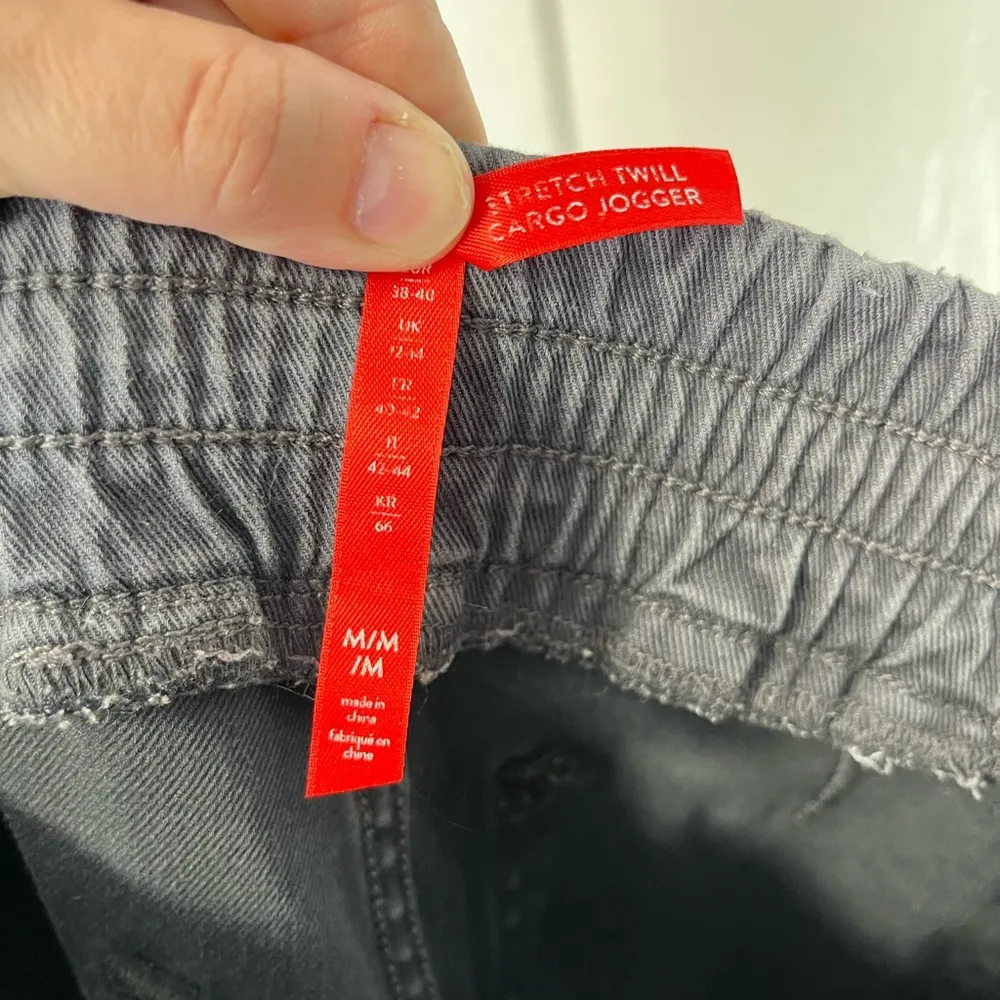 STRETCH TWILL
CARGO JOGGER
EUR
38-40
UK
12-14
FR
40-42
IT
42-44
KR
66
M/M
/M
made in
china
fabriqué en
chine